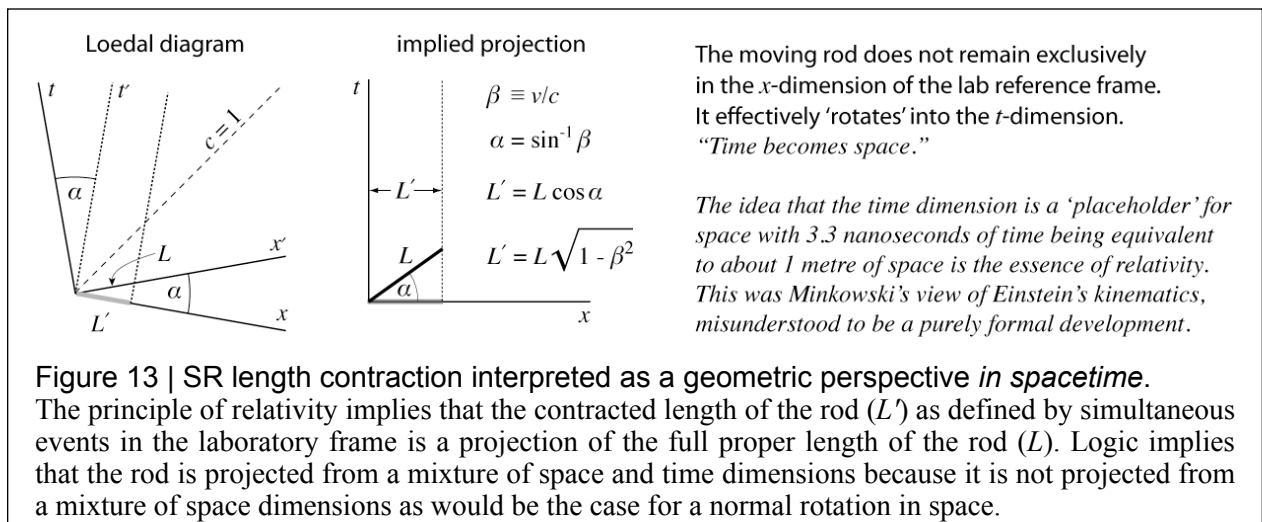 Loedal diagram
t
t'
c = 1
α
x'
L
α
L′
x
implied projection
t
β ≡ v/c
α = sin⁻¹ β
L′
L′ = L cos α
L
L′ = L√1 - β²
α
x
The moving rod does not remain exclusively
in the x-dimension of the lab reference frame.
It effectively ‘rotates’ into the t-dimension.
“Time becomes space.”
The idea that the time dimension is a ‘placeholder’ for
space with 3.3 nanoseconds of time being equivalent
to about 1 metre of space is the essence of relativity.
This was Minkowski’s view of Einstein’s kinematics,
misunderstood to be a purely formal development.
Figure 13 | SR length contraction interpreted as a geometric perspective in spacetime.
The principle of relativity implies that the contracted length of the rod (L′) as defined by simultaneous
events in the laboratory frame is a projection of the full proper length of the rod (L). Logic implies
that the rod is projected from a mixture of space and time dimensions because it is not projected from
a mixture of space dimensions as would be the case for a normal rotation in space.